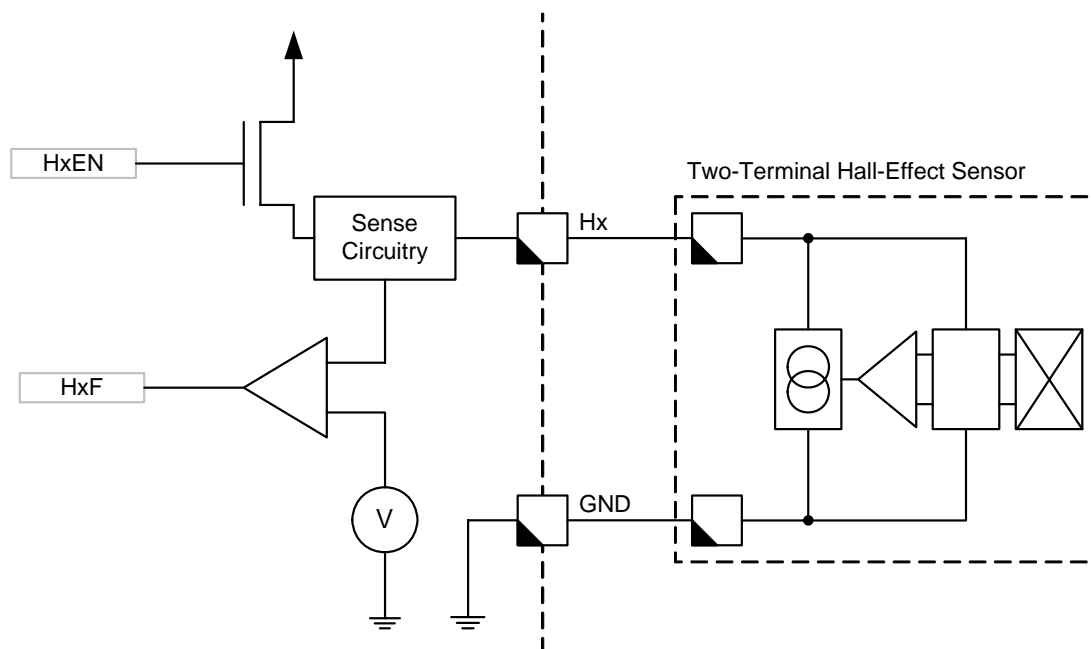 HxEN
Two-Terminal Hall-Effect Sensor
Sense
Circuitry
Hx
HxF
GND
V